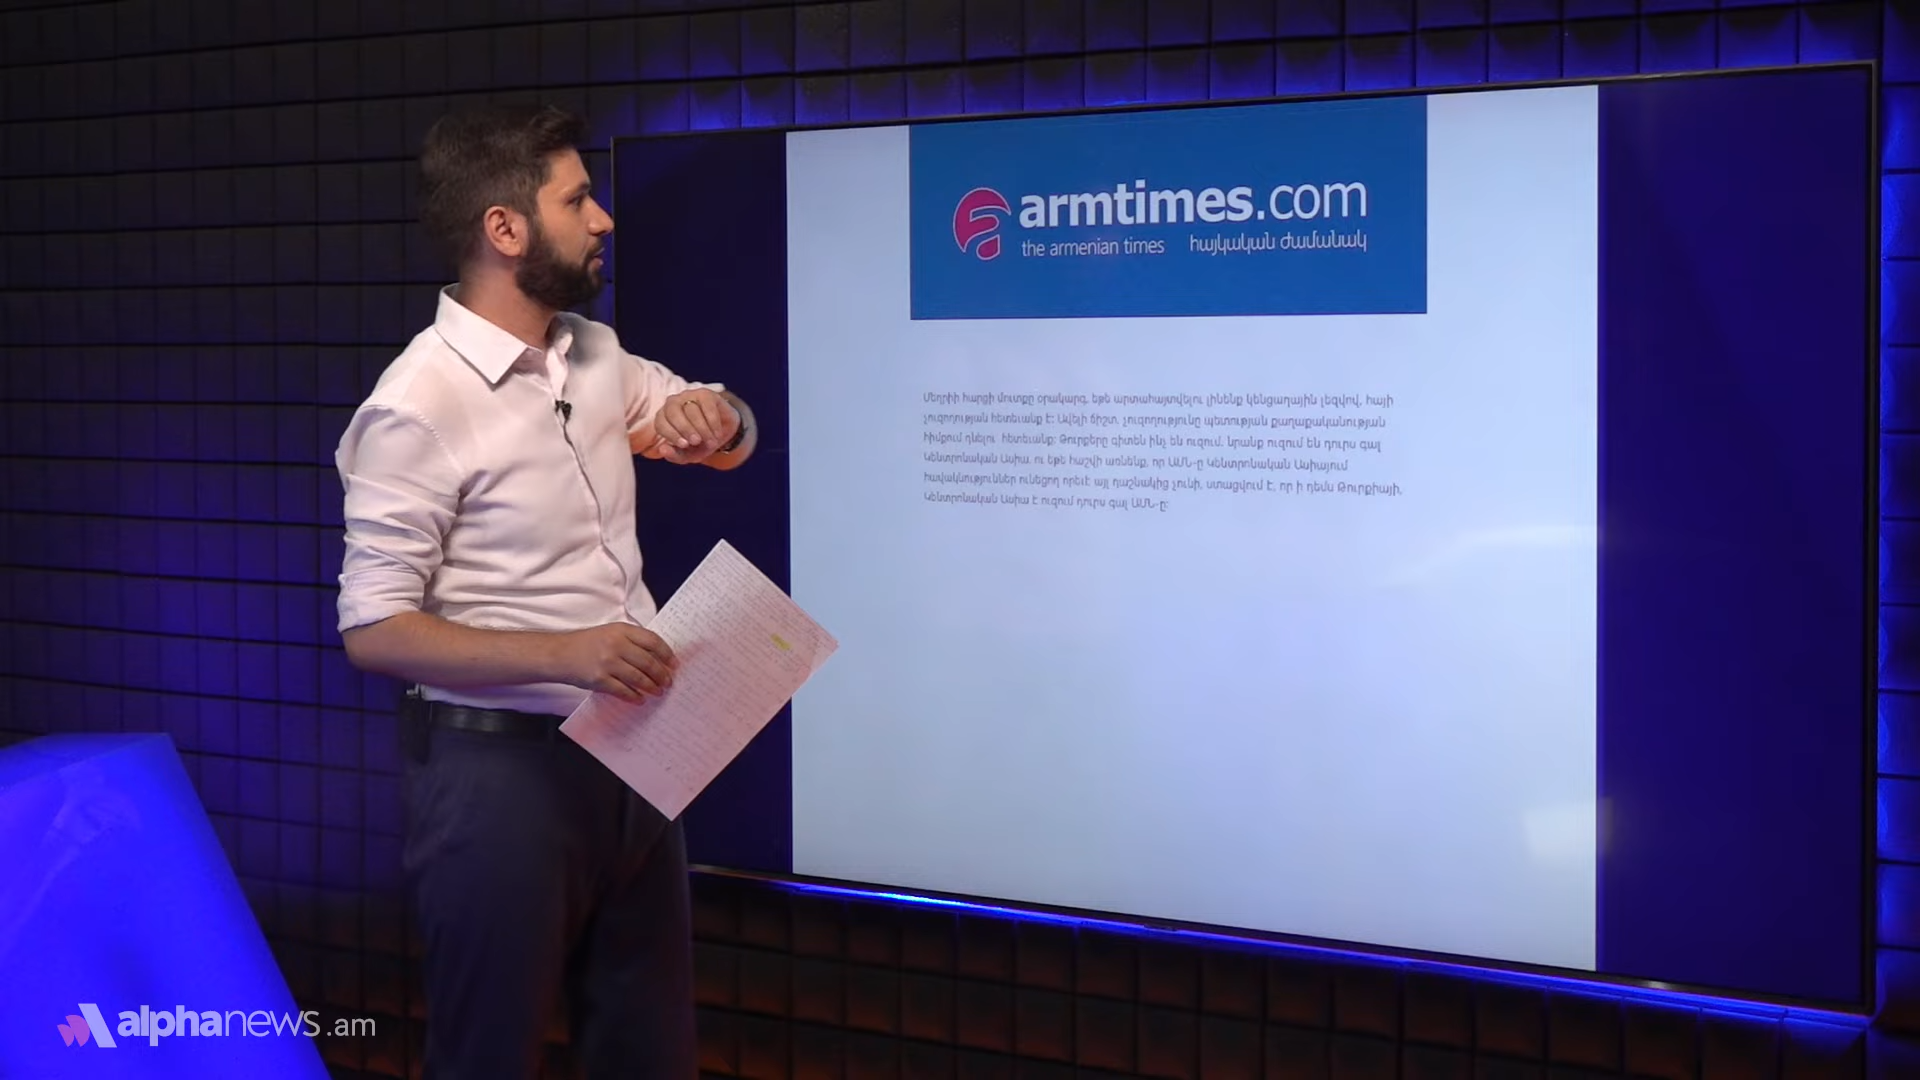 armtimes.com
the armenian times հայկական ժամանակ
Մեղրիի հարցի մուտքը օրակարգ, եթե արտահայտվելու լինենք կենցաղային լեզվով, հայի
չուզողության հետեւանք է: Ավելի ճիշտ, չուզողությունը պետության քաղաքականության
հիմքում դնելու հետեւանք: Թուրքերը գիտեն ինչ են ուզում. նրանք ուզում են դուրս գալ
Կենտրոնական Ասիա, ու եթե հաշվի առնենք, որ ԱՄՆ-ը Կենտրոնական Ասիայում
հավակնություններ ունեցող որեւէ այլ դաշնակից չունի, ստացվում է, որ ի դեմս Թուրքիայի,
Կենտրոնական Ասիա է ուզում դուրս գալ ԱՄՆ-ը:
alphanews.am